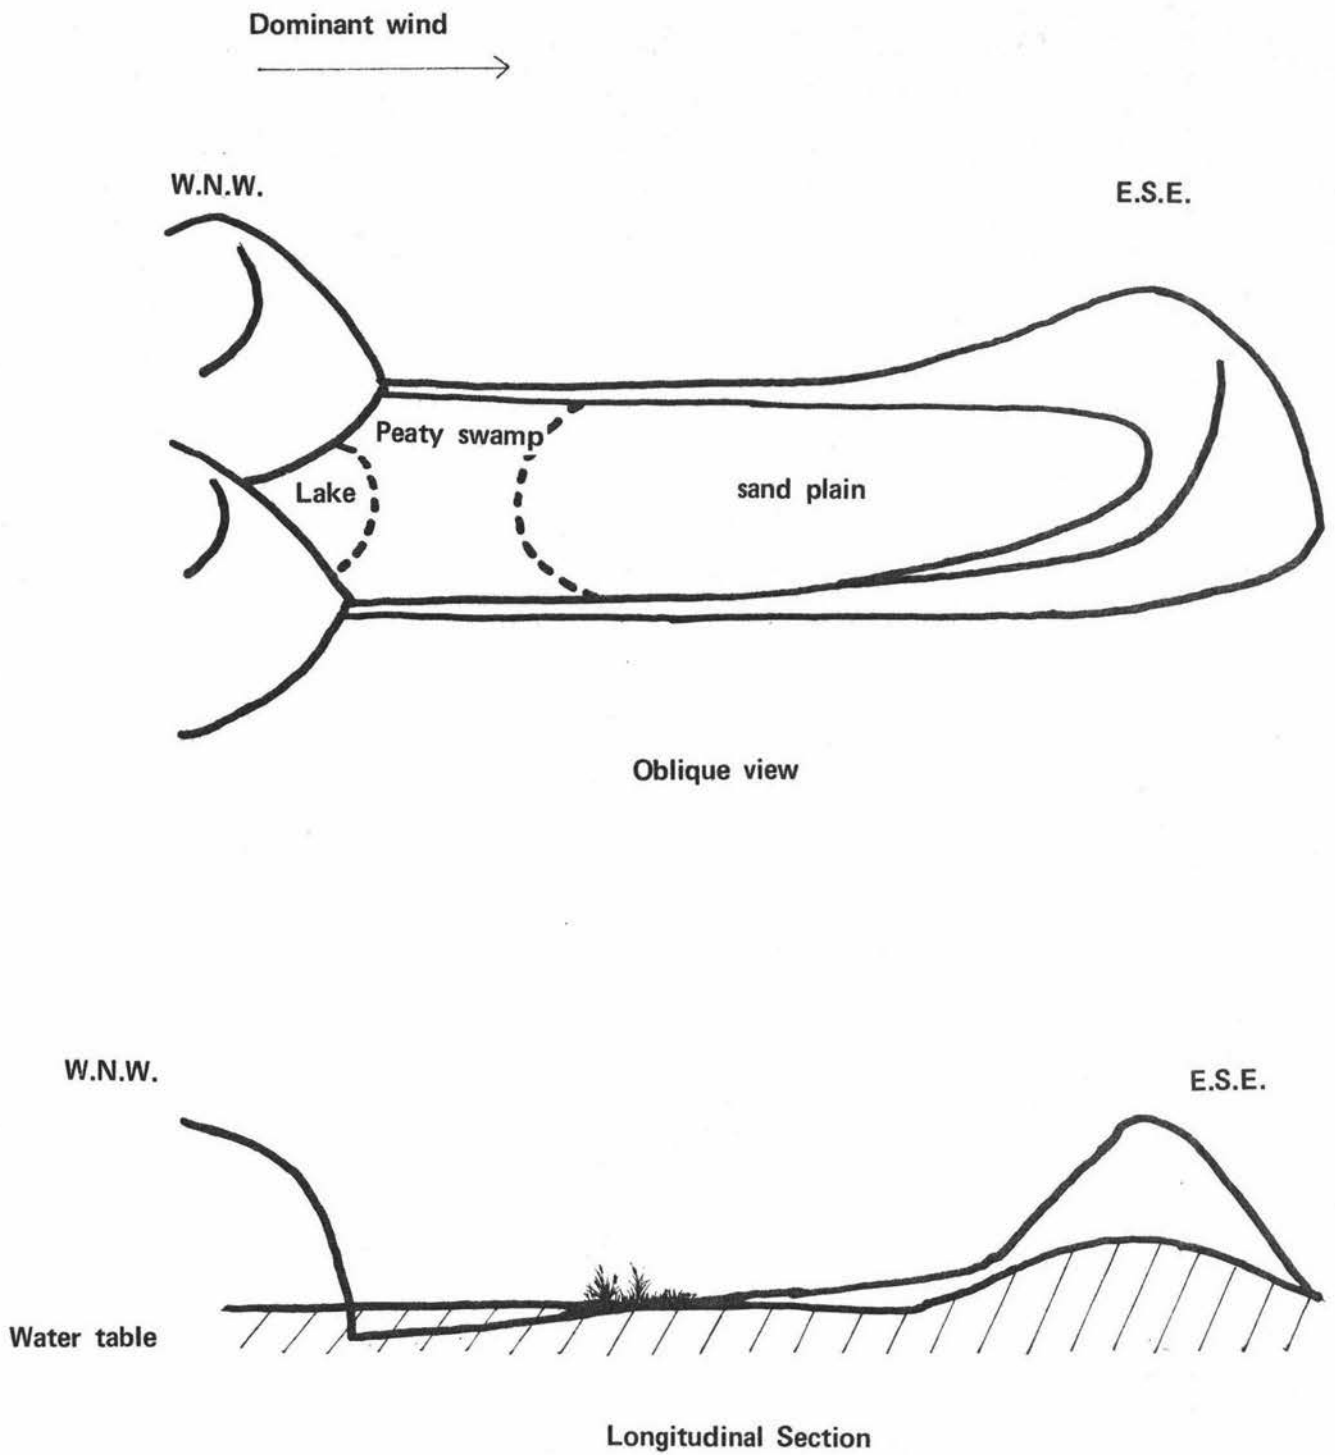 Dominant wind
W.N.W.
E.S.E.
Peaty swamp
Lake
sand plain
Oblique view
W.N.W.
E.S.E.
Water table
Longitudinal Section